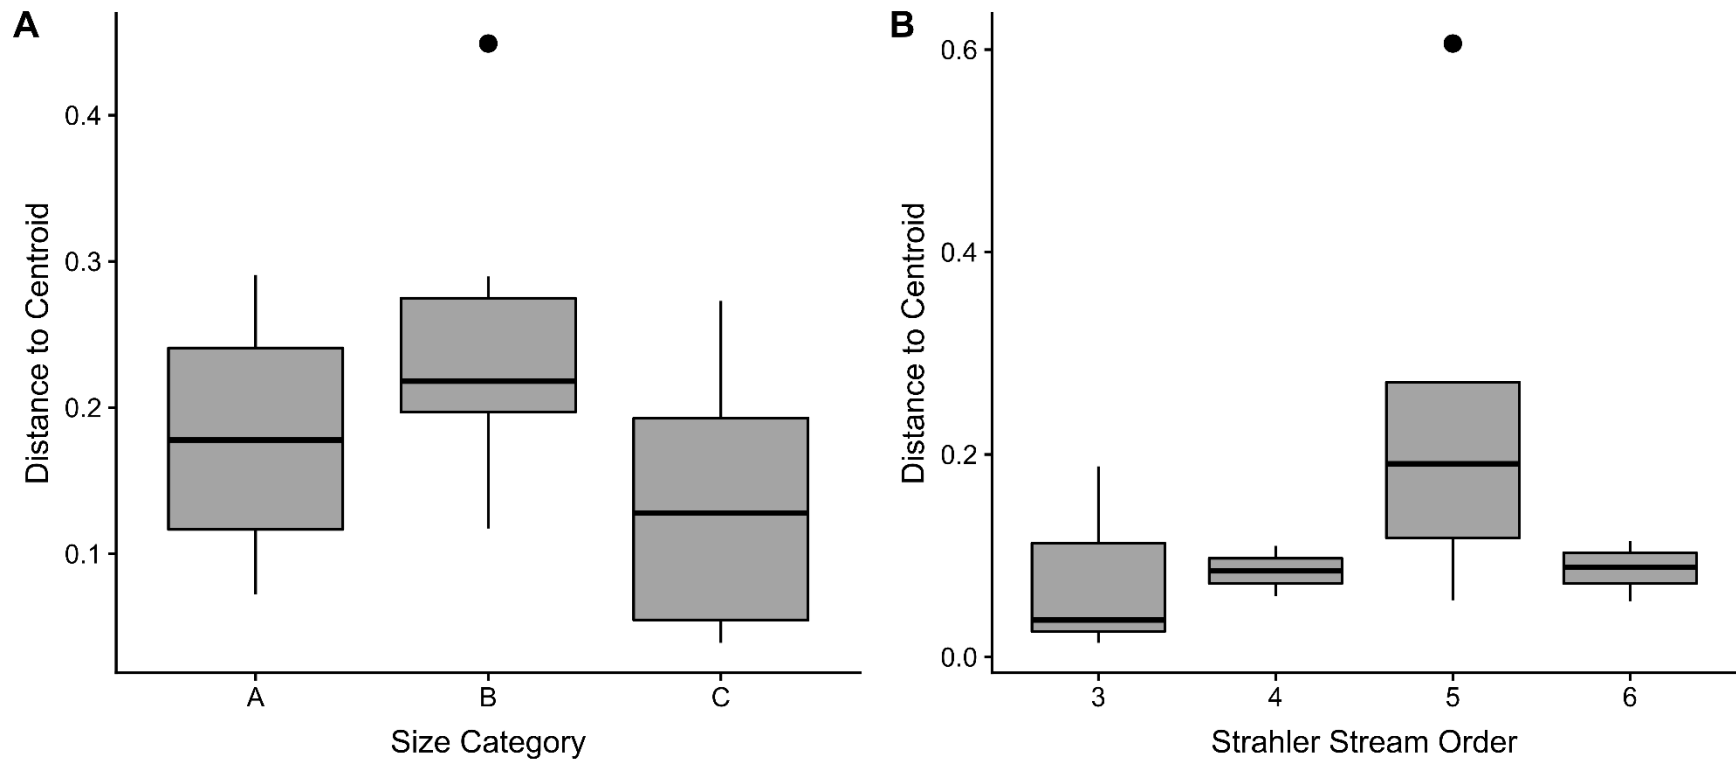 A
Distance to Centroid
0.4
0.3
0.2
0.1
A B C
Size Category
B
Distance to Centroid
0.6
0.4
0.2
0.0
3 4 5 6
Strahler Stream Order